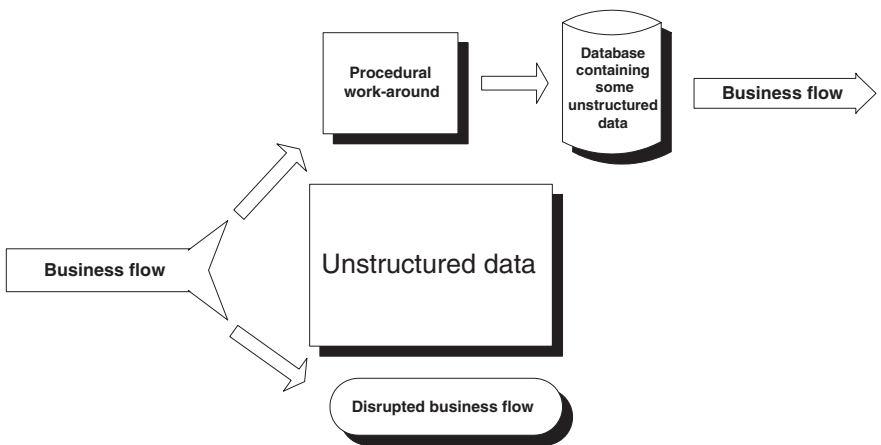 Procedural
work-around
Database
containing
some
unstructured
data
Business flow
Business flow
Unstructured data
Disrupted business flow